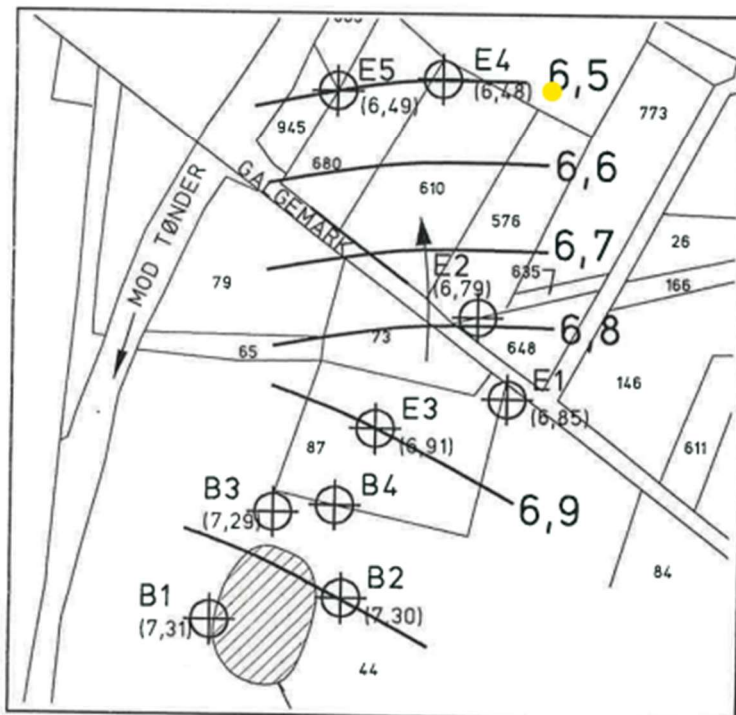 E5
(6,49)
E4
(6,48)
6,5
773
945
680
GALGEMARK
610
6,6
576
MOD TØNDER
6,7
26
79
E2
(6,79)
635
166
6,8
73
648
65
E1
(6,85)
146
E3
(6,91)
87
611
B3
(7,29)
B4
6,9
84
B1
(7,31)
B2
(7,30)
44